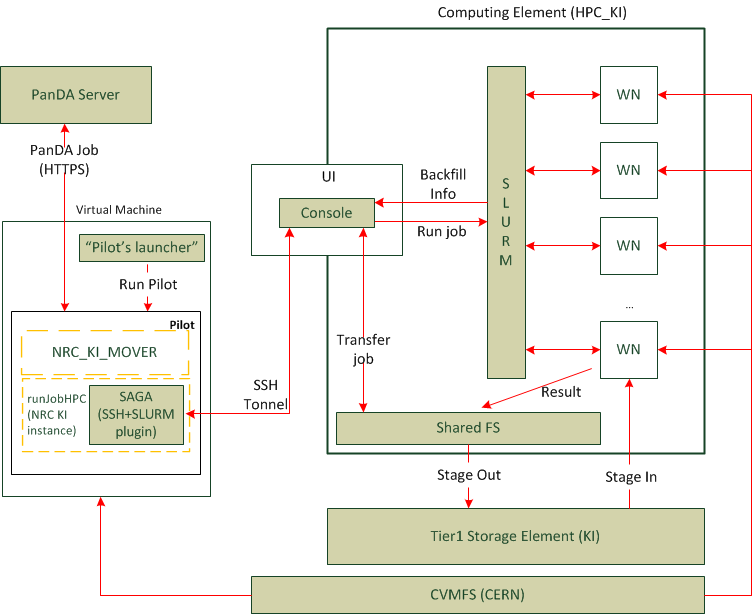 Computing Element (HPC_KI)
PanDA Server
PanDA Job
(HTTPS)
Virtual Machine
"Pilot's launcher"
Run Pilot
Pilot
NRC_KI_MOVER
runJobHPC
(NRC KI
instance)
SAGA
(SSH+SLURM
plugin)
SSH
Tonnel
UI
Console
Backfill
Info
Run job
Transfer
job
S
L
U
R
M
WN
WN
WN
...
WN
Result
Shared FS
Stage Out
Stage In
Tier1 Storage Element (KI)
CVMFS (CERN)